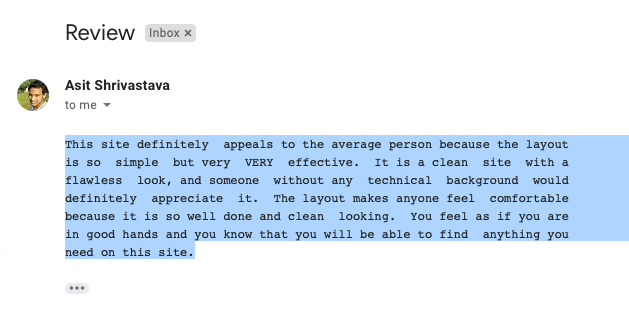 Review Inbox ×
Asit Shrivastava
to me
This site definitely  appeals to the average person because the layout
is so  simple  but very  VERY  effective.  It is a clean  site  with a
flawless  look, and someone  without any  technical  background  would
definitely  appreciate  it.  The layout makes anyone feel  comfortable
because it is so well done and clean  looking.  You feel as if you are
in good hands and you know that you will be able to find  anything you
need on this site.